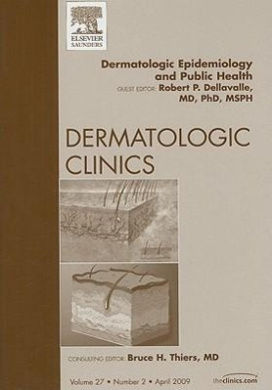 ELSEVIER
SAUNDERS
Dermatologic Epidemiology
and Public Health
GUEST EDITOR: Robert P. Dellavalle,
MD, PhD, MSPH
DERMATOLOGIC
CLINICS
CONSULTING EDITOR: Bruce H. Thiers, MD
Volume 27 • Number 2 • April 2009
theclinics.com